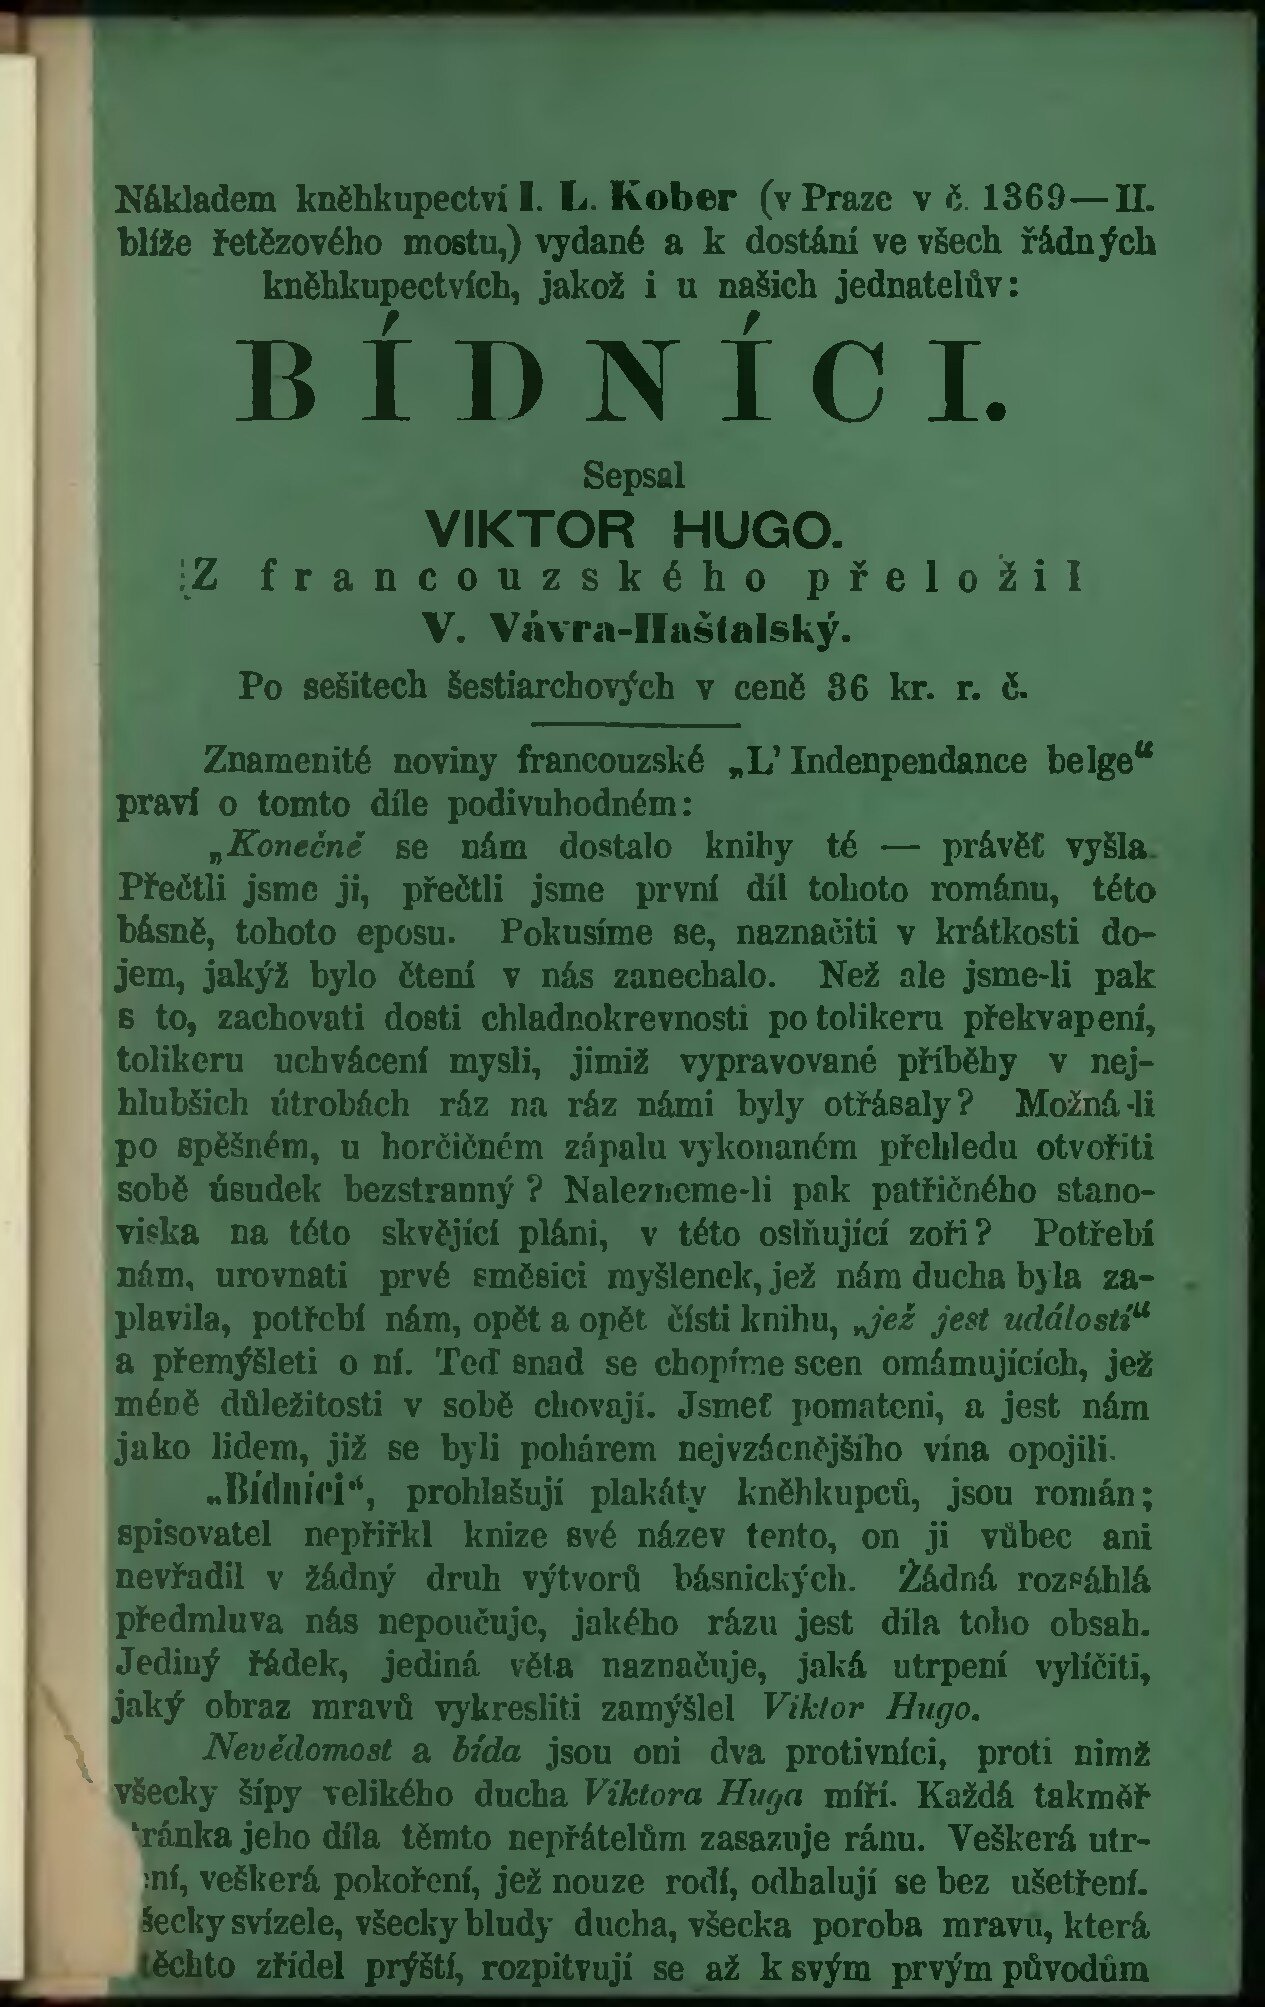 Nákladem kněhkupectví I. L. Kober (v Praze v č. 1369—II.
blíže řetězového mostu,) vydané a k dostání ve všech řádných
kněhkupectvích, jakož i u našich jednatelův:
BÍDNÍCI.
Sepsal
VIKTOR HUGO.
Z francouzského přeložil
V. Vávra-Haštalský.
Po sešitech šestiarchových v ceně 36 kr. r. č.
Znamenité noviny francouzské „L' Indenpendance belge“
praví o tomto díle podivuhodném:
„Konečně se nám dostalo knihy té — právěť vyšla.
Přečtli jsme ji, přečtli jsme první díl tohoto románu, této
básně, tohoto eposu. Pokusíme se, naznačiti v krátkosti do-
jem, jakýž bylo čtení v nás zanechalo. Než ale jsme-li pak
s to, zachovati dosti chladnokrevnosti po tolikeru překvapení,
tolikeru uchvácení mysli, jimiž vypravované příběhy v nej-
hlubších útrobách ráz na ráz námi byly otřásaly? Možná-li
po spěšném, u horčičném zápalu vykonaném přehledu otvořiti
sobě úsudek bezstranný? Nalezneme-li pak patřičného stano-
viska na této skvějící pláni, v této oslňující zoři? Potřebí
nám, urovnati prvé směsici myšlenek, jež nám ducha byla za-
plavila, potřebí nám, opět a opět čísti knihu, „jež jest událostí“
a přemýšleti o ní. Teď snad se chopíme scen omámujících, jež
méně důležitosti v sobě chovají. Jsmeť pomateni, a jest nám
jako lidem, již se byli pohárem nejvzácnějšího vína opojili.
„Bídníci“, prohlašují plakáty kněhkupců, jsou román;
spisovatel nepřiřkl knize své název tento, on ji vůbec ani
nevřadil v žádný druh výtvorů básnických. Žádná rozsáhlá
předmluva nás nepoučuje, jakého rázu jest díla toho obsah.
Jediný řádek, jediná věta naznačuje, jaká utrpení vylíčiti,
jaký obraz mravů vykresliti zamýšlel Viktor Hugo.
Nevědomost a bída jsou oni dva protivníci, proti nimž
všecky šípy velikého ducha Viktora Huga míří. Každá takměř
ránka jeho díla těmto nepřátelům zasazuje ránu. Veškerá utr-
ní, veškerá pokoření, jež nouze rodí, odhalují se bez ušetření.
šecky svízele, všecky bludy ducha, všecka poroba mravů, která
těchto zřídel prýští, rozpitvují se až k svým prvým původům